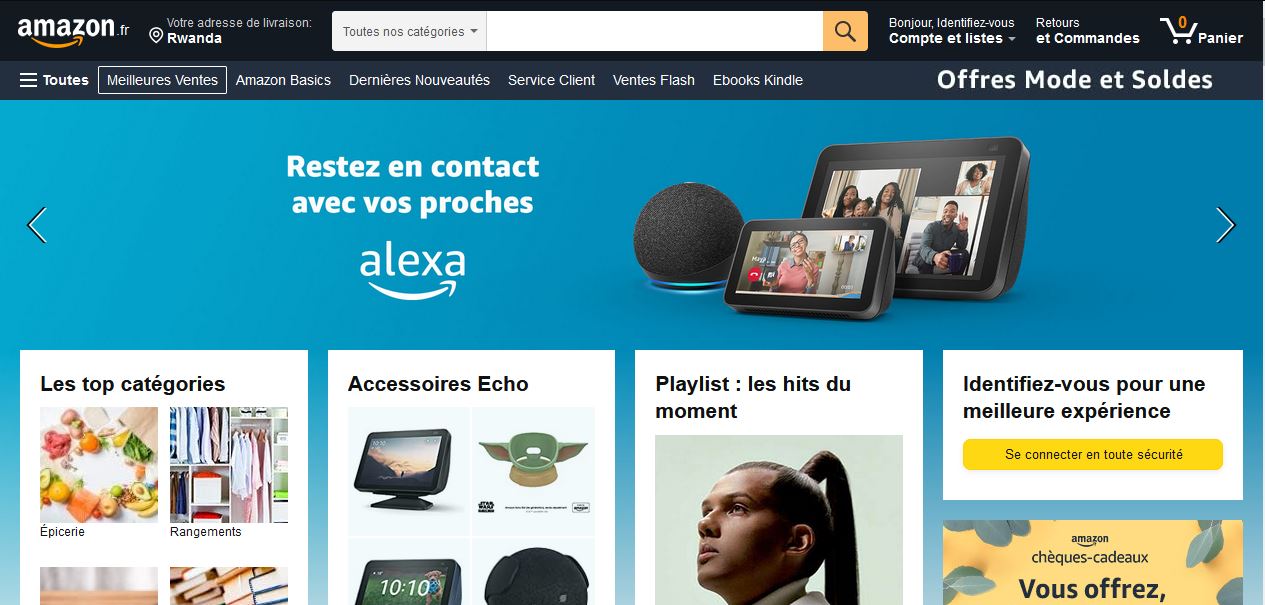 amazon.fr
Votre adresse de livraison:
Rwanda
Toutes nos catégories
Bonjour, Identifiez-vous
Compte et listes
Retours
et Commandes
0
Panier
Toutes Meilleures Ventes Amazon Basics Dernières Nouveautés Service Client Ventes Flash Ebooks Kindle Offres Mode et Soldes
Restez en contact
avec vos proches
alexa
Les top catégories
Épicerie
Rangements
Accessoires Echo
10:10
Playlist : les hits du
moment
Identifiez-vous pour une
meilleure expérience
Se connecter en toute sécurité
amazon
chèques-cadeaux
Vous offrez,